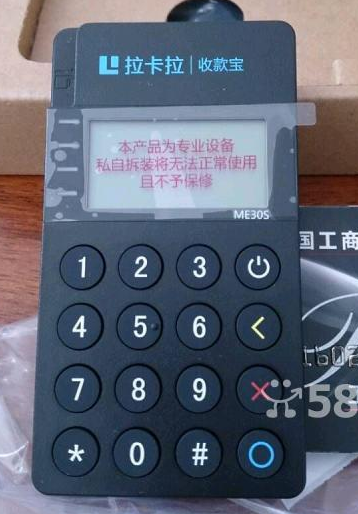 拉卡拉 | 收款宝
本产品为专业设备
私自拆装将无法正常使用
且不予保修
ME30S
1 2 3
4 5 6
7 8 9
* 0 #
国工商
1602
58